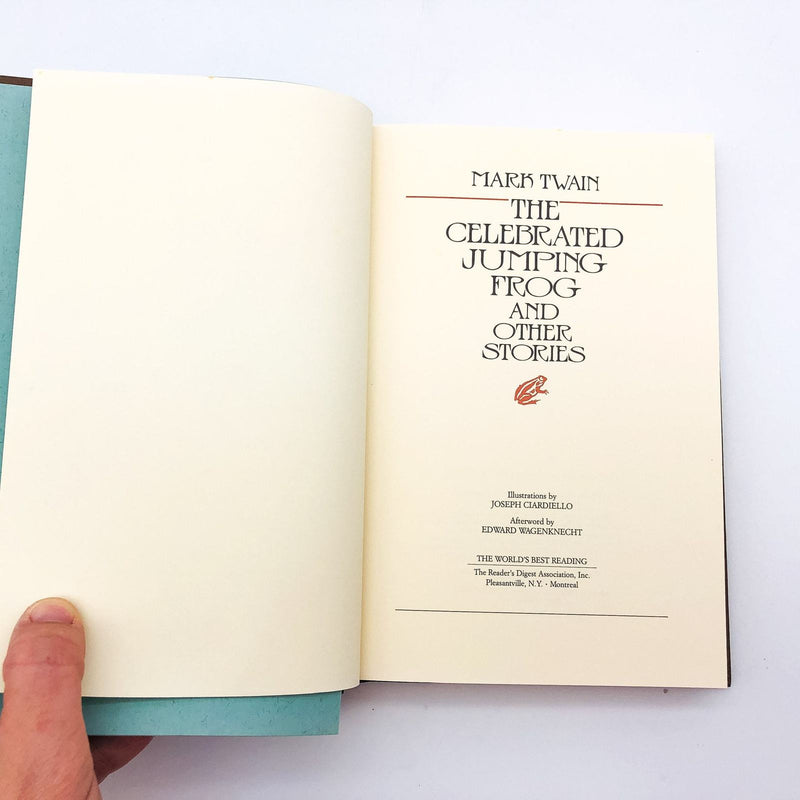 MARK TWAIN
THE
CELEBRATED
JUMPING
FROG
AND
OTHER
STORIES
Illustrations by
JOSEPH CIARDIELLO
Afterword by
EDWARD WAGENKNECHT
THE WORLD'S BEST READING
The Reader's Digest Association, Inc.
Pleasantville, N.Y. · Montreal